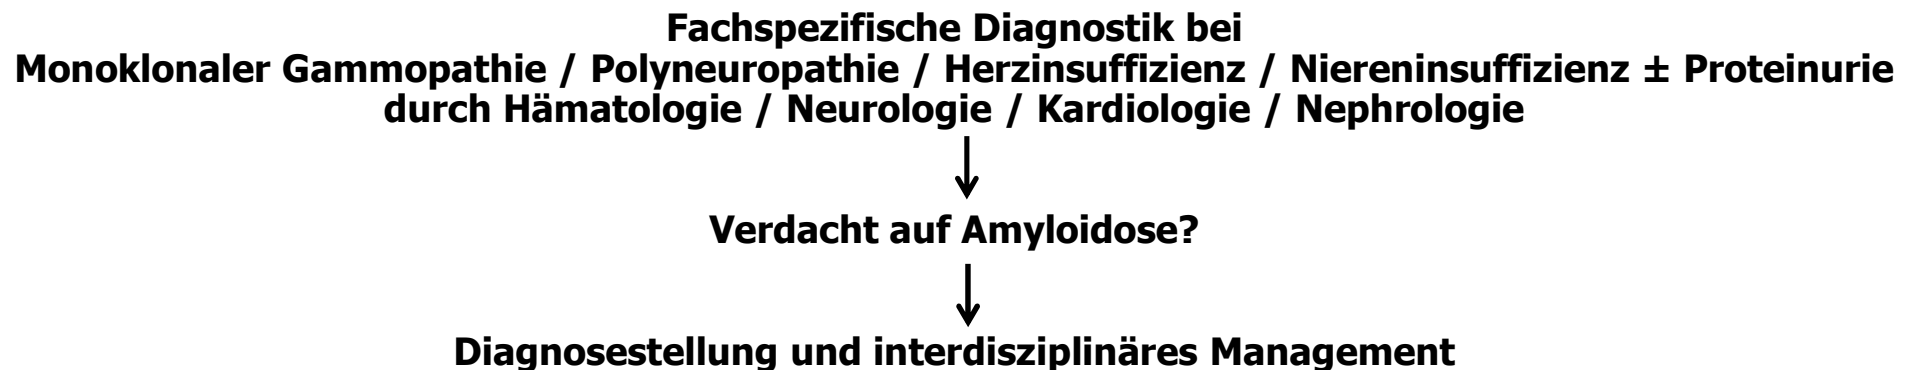 Fachspezifische Diagnostik bei
Monoklonaler Gammopathie / Polyneuropathie / Herzinsuffizienz / Niereninsuffizienz ± Proteinurie
durch Hämatologie / Neurologie / Kardiologie / Nephrologie
Verdacht auf Amyloidose?
Diagnosestellung und interdisziplinäres Management